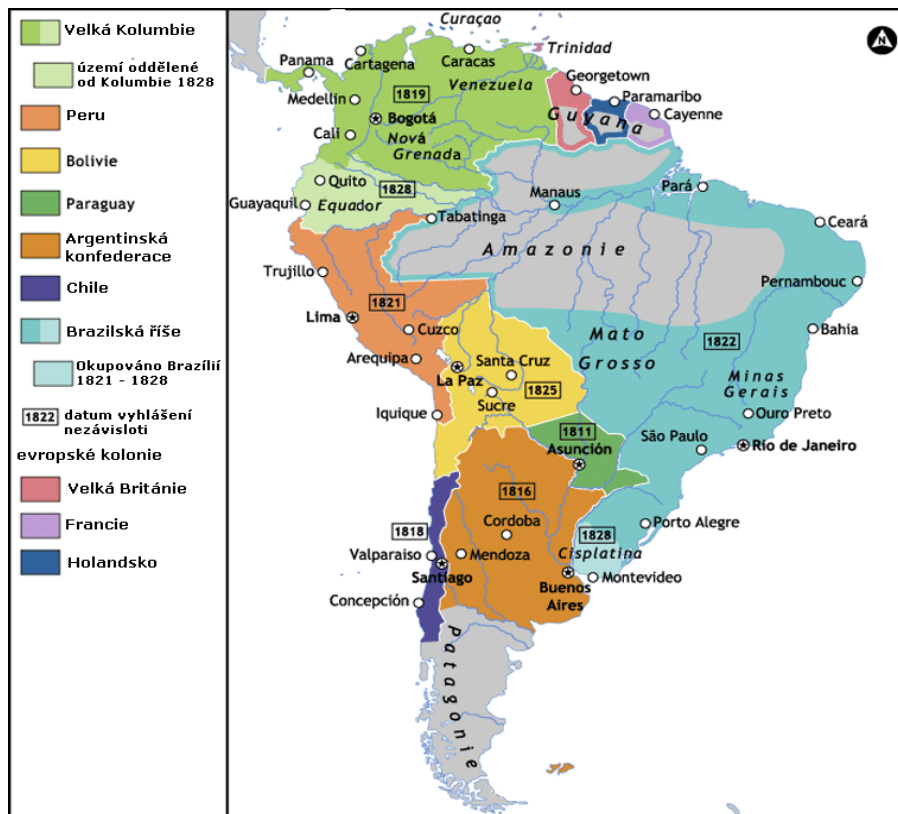 Velká Kolumbie
území oddělené
od Kolumbie 1828
Peru
Bolivie
Paraguay
Argentinská
konfederace
Chile
Brazilská říše
Okupováno Brazílií
1821 - 1828
1822
datum vyhlášení
nezávisloti
evropské kolonie
Velká Británie
Francie
Holandsko
N
Curaçao
Trinidad
Panama
Cartagena
Caracas
Venezuela
Georgetown
Paramaribo
Cayenne
Guyana
Medellin
1819
Bogotá
Cali
Nová
Grenada
Quito
1828
Guayaquil
Equador
Tabatinga
Manaus
Pará
Ceará
Amazonie
Trujillo
Pernambouc
1821
Lima
Cuzco
Bahia
Mato
Grosso
1822
Arequipa
Santa Cruz
La Paz
1825
Sucre
Minas
Gerais
Iquique
Ouro Preto
1811
Asunción
São Paulo
Rio de Janeiro
1816
Cordoba
1818
Porto Alegre
1828
Cisplatina
Valparaiso
Mendoza
Santiago
Buenos
Aires
Montevideo
Concepción
Patagonie